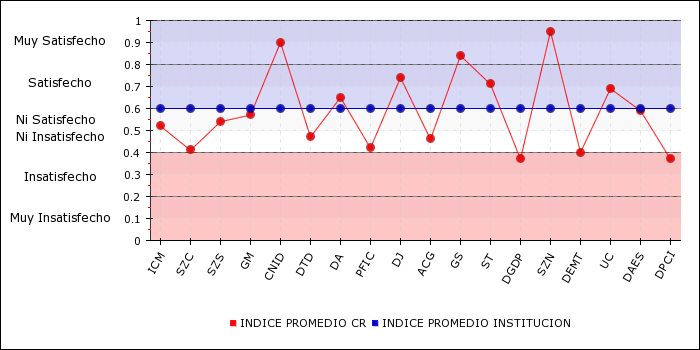 1
0.9
0.8
0.7
0.6
0.5
0.4
0.3
0.2
0.1
0
Muy Satisfecho
Satisfecho
Ni Satisfecho
Ni Insatisfecho
Insatisfecho
Muy Insatisfecho
ICM
SZC
SZS
GM
CNID
DTD
DA
PFIC
DJ
ACG
GS
ST
DGDP
SZN
DEMT
UC
DAES
DPCI
INDICE PROMEDIO CR INDICE PROMEDIO INSTITUCION